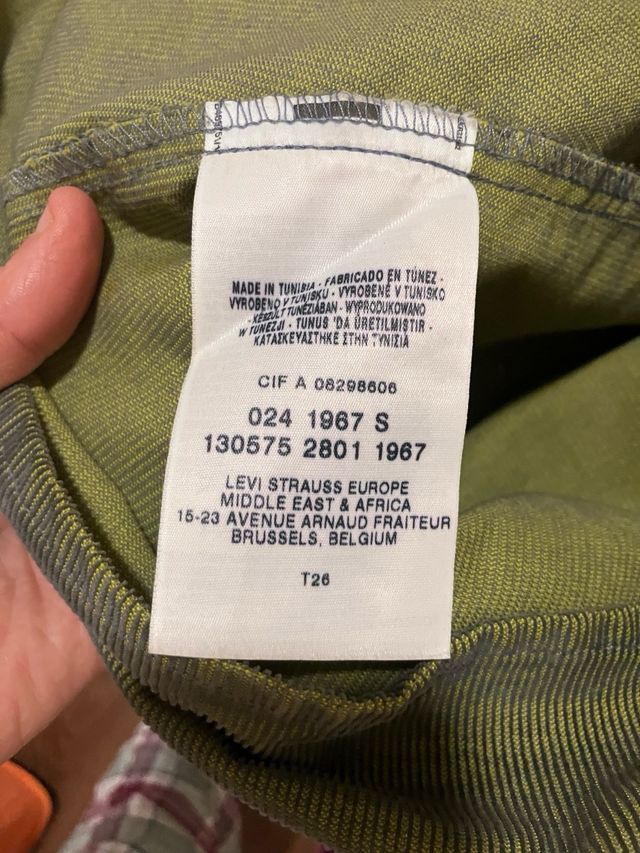 MADE IN TUNISIA · FABRICADO EN TÚNEZ ·
VYROBENO V TUNISKU · VYROBENÉ V TUNISKO
· KÉSZÜLT TUNÉZIÁBAN · WYPRODUKOWANO
W TUNEZJI · TUNUS 'DA ÜRETILMISTIR ·
ΚΑΤΑΣΚΕΥΑΣΤΗΚΕ ΣΤΗΝ ΤΥΝΙΣΙΑ
CIF A 08298606
024 1967 S
130575 2801 1967
LEVI STRAUSS EUROPE
MIDDLE EAST & AFRICA
15-23 AVENUE ARNAUD FRAITEUR
BRUSSELS, BELGIUM
T26